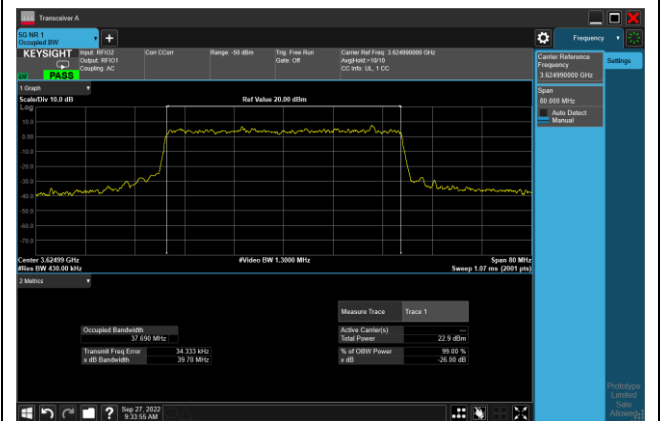 Transceiver A
5G NR 1
Occupied BW
Frequency
KEYSIGHT
PASS
Input: RFIO2
Output: RFIO1
Coupling: AC
Corr CCorr
Range: -50 dBm
Trig: Free Run
Gate: Off
Carrier Ref Freq: 3.624990000 GHz
Avg|Hold:>10/10
CC Info: UL, 1 CC
Carrier Reference
Frequency
3.624990000 GHz
Settings
Span
80.000 MHz
Auto Detect
Manual
1 Graph
Scale/Div 10.0 dB
Ref Value 20.00 dBm
Log
10.0
0.00
-10.0
-20.0
-30.0
-40.0
-50.0
-60.0
-70.0
Center 3.62499 GHz
#Res BW 430.00 kHz
#Video BW 1.3000 MHz
Span 80 MHz
Sweep 1.07 ms (2001 pts)
2 Metrics
Measure Trace Trace 1
Occupied Bandwidth
37.690 MHz
Transmit Freq Error 34.333 kHz
x dB Bandwidth 39.70 MHz
Active Carrier(s) ---
Total Power 22.9 dBm
% of OBW Power 99.00 %
x dB -26.00 dB
Sep 27, 2022
9:33:55 AM
Prototype
Limited
Sale
Allowed